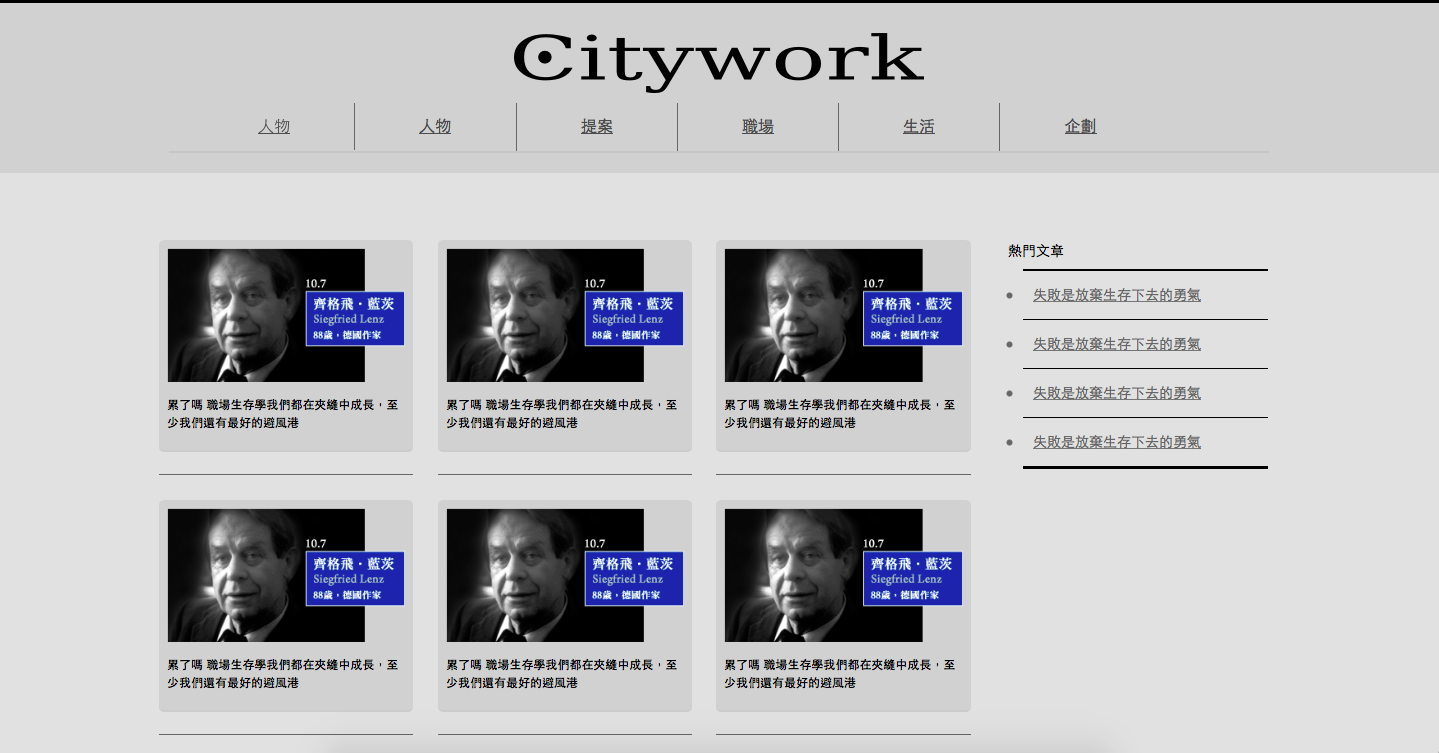 Citywork
人物
人物
提案
職場
生活
企劃
10.7
齊格飛・藍茨
Siegfried Lenz
88歲，德國作家
累了嗎 職場生存學我們都在夾縫中成長，至
少我們還有最好的避風港
10.7
齊格飛・藍茨
Siegfried Lenz
88歲，德國作家
累了嗎 職場生存學我們都在夾縫中成長，至
少我們還有最好的避風港
10.7
齊格飛・藍茨
Siegfried Lenz
88歲，德國作家
累了嗎 職場生存學我們都在夾縫中成長，至
少我們還有最好的避風港
熱門文章
失敗是放棄生存下去的勇氣
失敗是放棄生存下去的勇氣
失敗是放棄生存下去的勇氣
失敗是放棄生存下去的勇氣
10.7
齊格飛・藍茨
Siegfried Lenz
88歲，德國作家
累了嗎 職場生存學我們都在夾縫中成長，至
少我們還有最好的避風港
10.7
齊格飛・藍茨
Siegfried Lenz
88歲，德國作家
累了嗎 職場生存學我們都在夾縫中成長，至
少我們還有最好的避風港
10.7
齊格飛・藍茨
Siegfried Lenz
88歲，德國作家
累了嗎 職場生存學我們都在夾縫中成長，至
少我們還有最好的避風港